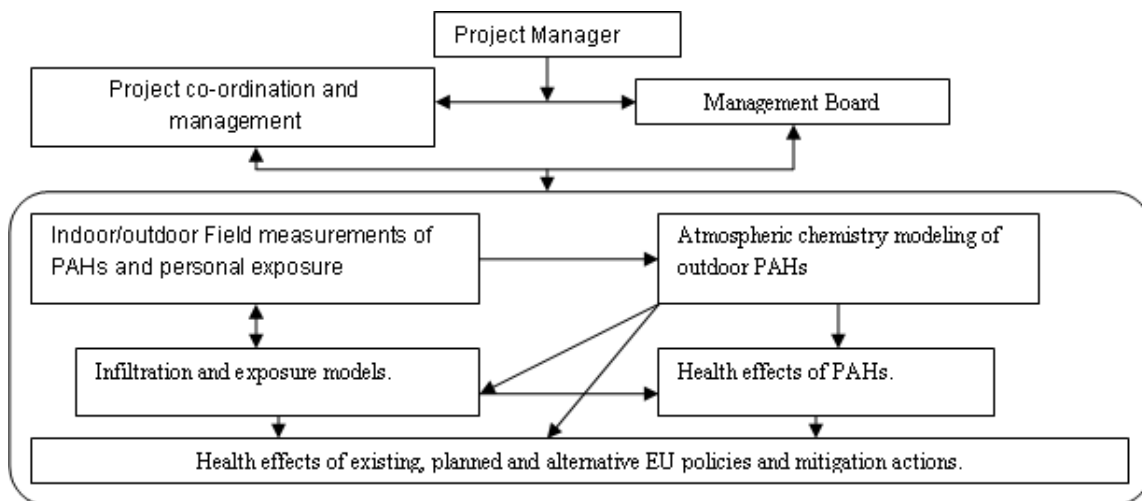 Project Manager
Project co-ordination and
management
Management Board
Indoor/outdoor Field measurements of
PAHs and personal exposure
Atmospheric chemistry modeling of
outdoor PAHs
Infiltration and exposure models.
Health effects of PAHs.
Health effects of existing, planned and alternative EU policies and mitigation actions.